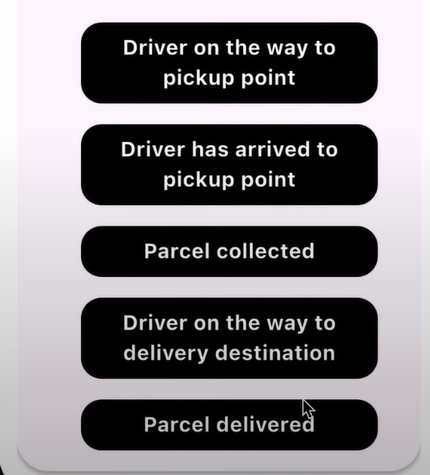 Driver on the way to
pickup point
Driver has arrived to
pickup point
Parcel collected
Driver on the way to
delivery destination
Parcel delivered